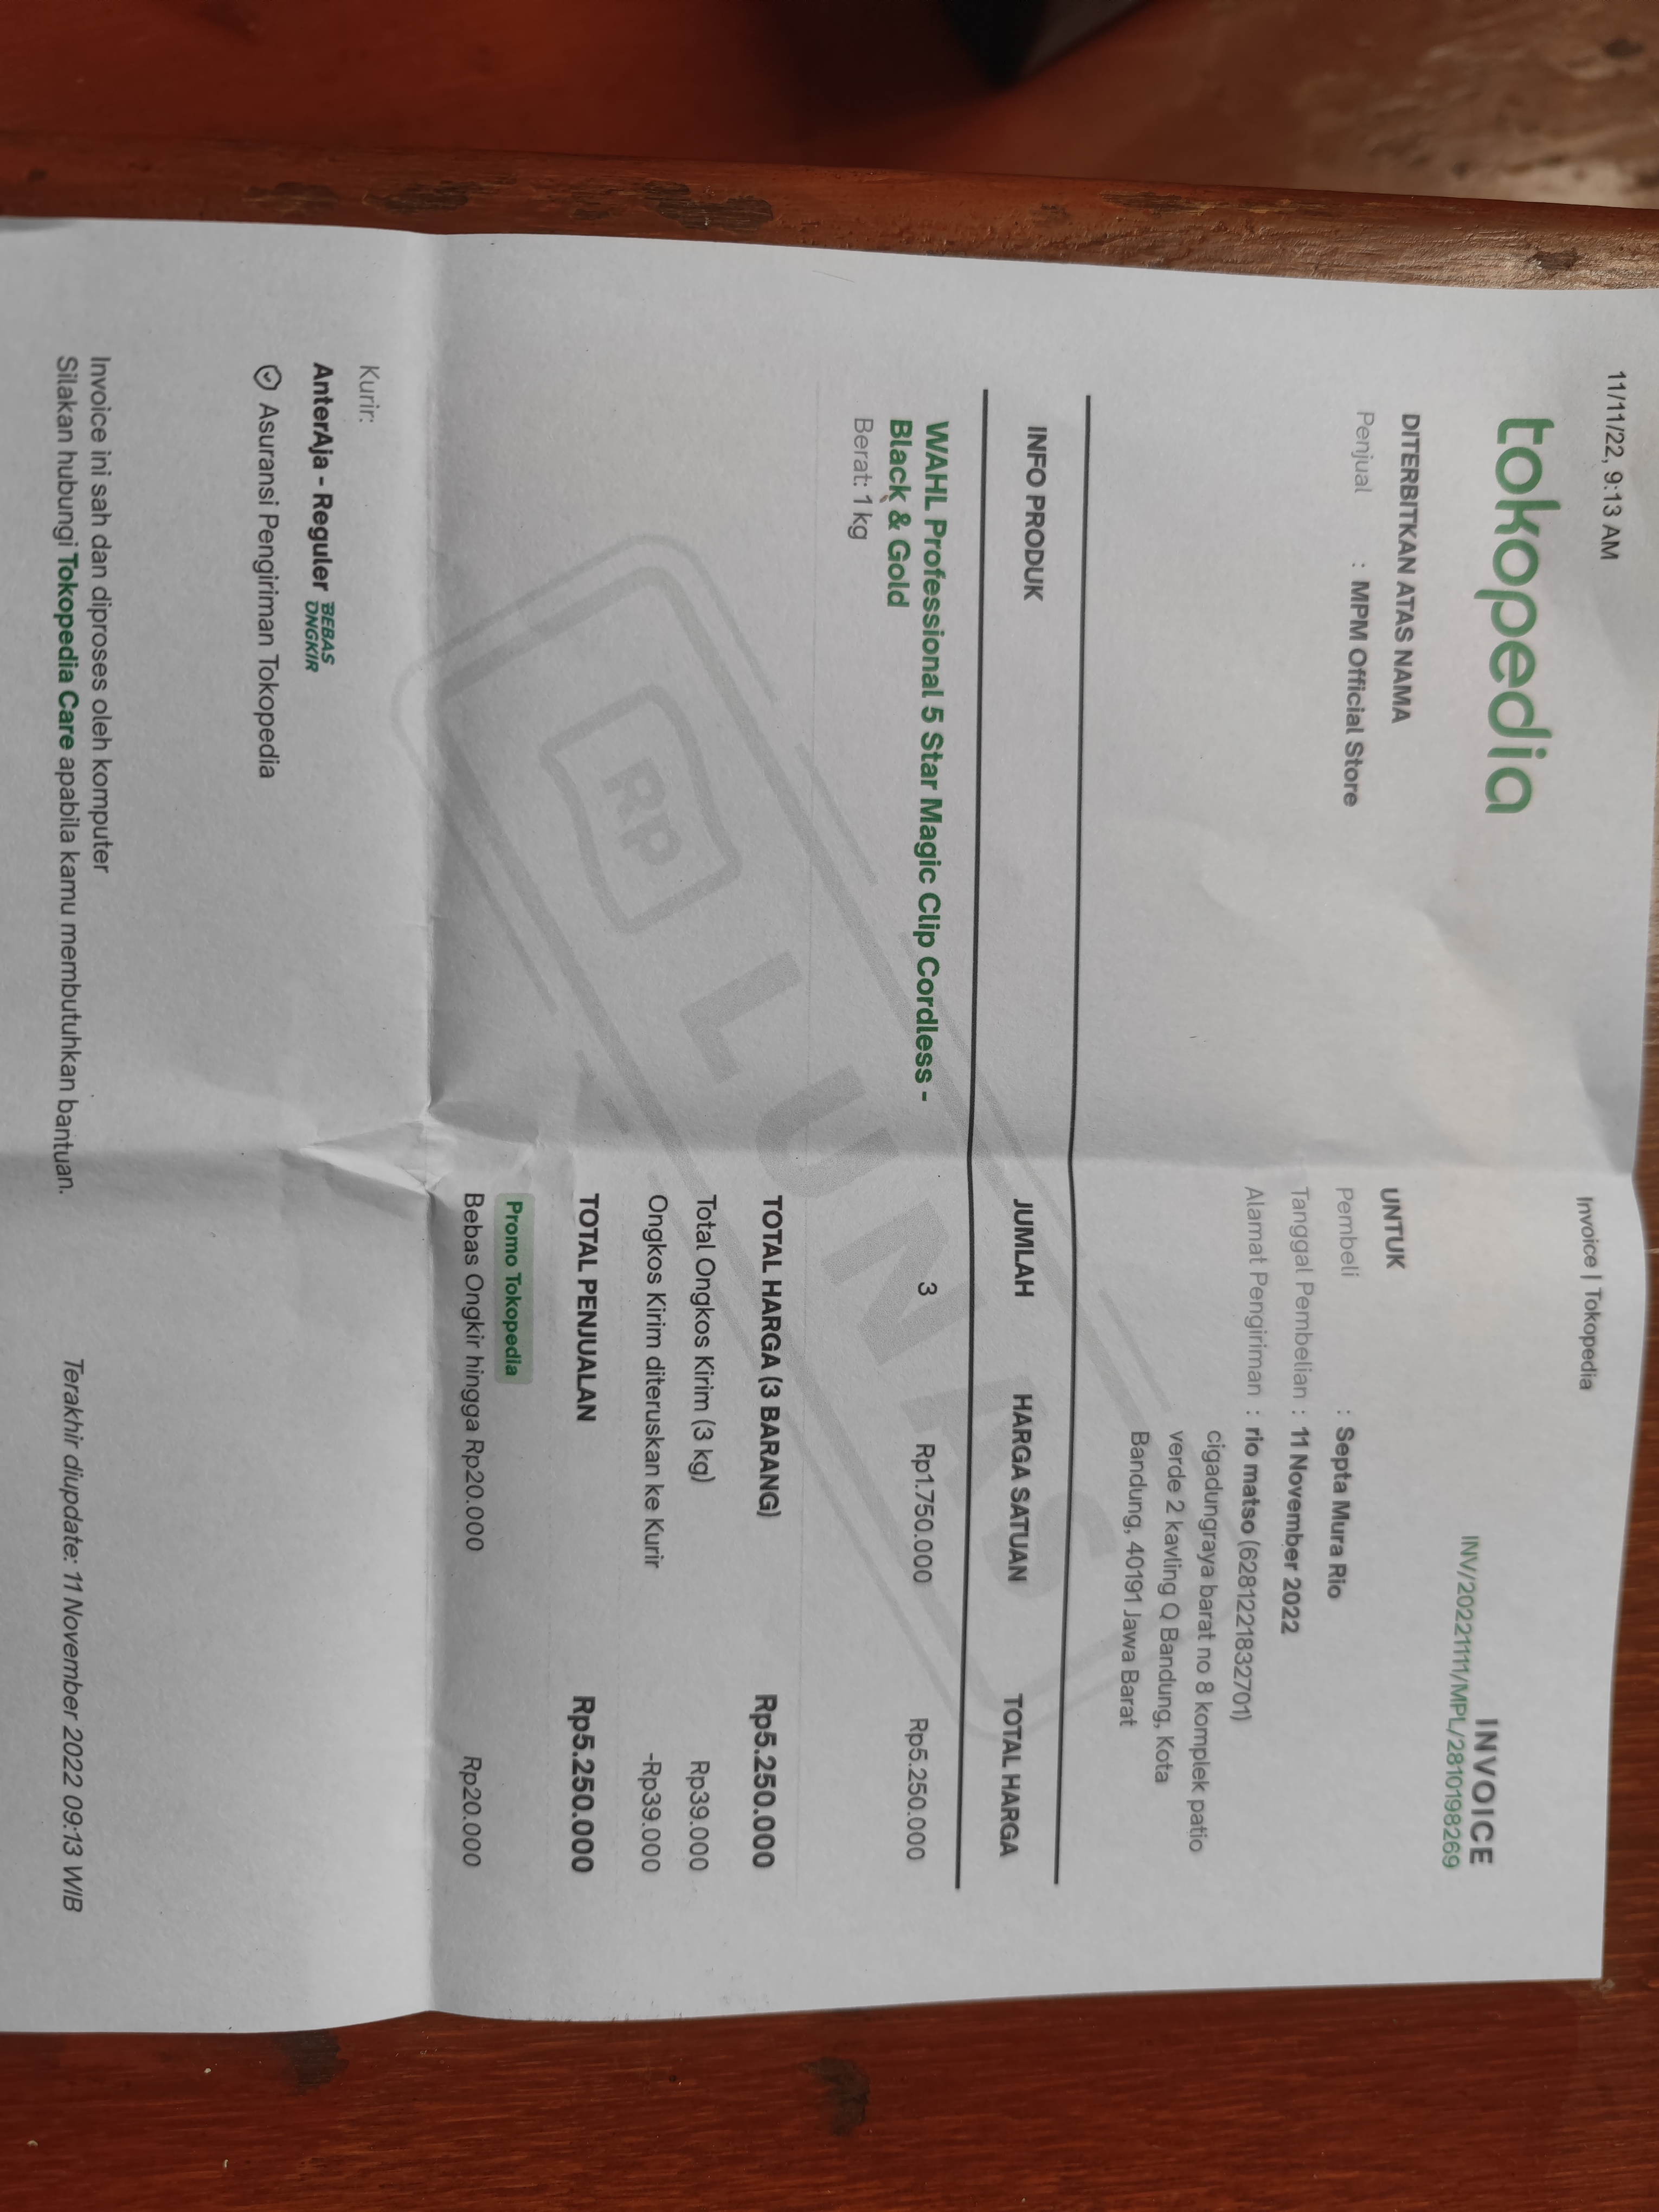 11/11/22, 9:13 AM
Invoice | Tokopedia
tokopedia
INVOICE
INV/20221111/MPL/2810198269
DITERBITKAN ATAS NAMA
Penjual : MPM Official Store
UNTUK
Pembeli : Septa Mura Rio
Tanggal Pembelian : 11 November 2022
Alamat Pengiriman : rio matso (6281221832701)
cigadungraya barat no 8 komplek patio
verde 2 kavling Q Bandung, Kota
Bandung, 40191 Jawa Barat
INFO PRODUK JUMLAH HARGA SATUAN TOTAL HARGA
WAHL Professional 5 Star Magic Clip Cordless - 3 Rp1.750.000 Rp5.250.000
Black & Gold
Berat: 1 kg
TOTAL HARGA (3 BARANG) Rp5.250.000
Total Ongkos Kirim (3 kg) Rp39.000
Ongkos Kirim diteruskan ke Kurir -Rp39.000
TOTAL PENJUALAN Rp5.250.000
Promo Tokopedia
Bebas Ongkir hingga Rp20.000 Rp20.000
RP LUNAS
Kurir:
AnterAja - Reguler BEBAS ONGKIR
Asuransi Pengiriman Tokopedia
Invoice ini sah dan diproses oleh komputer
Silakan hubungi Tokopedia Care apabila kamu membutuhkan bantuan.
Terakhir diupdate: 11 November 2022 09:13 WIB